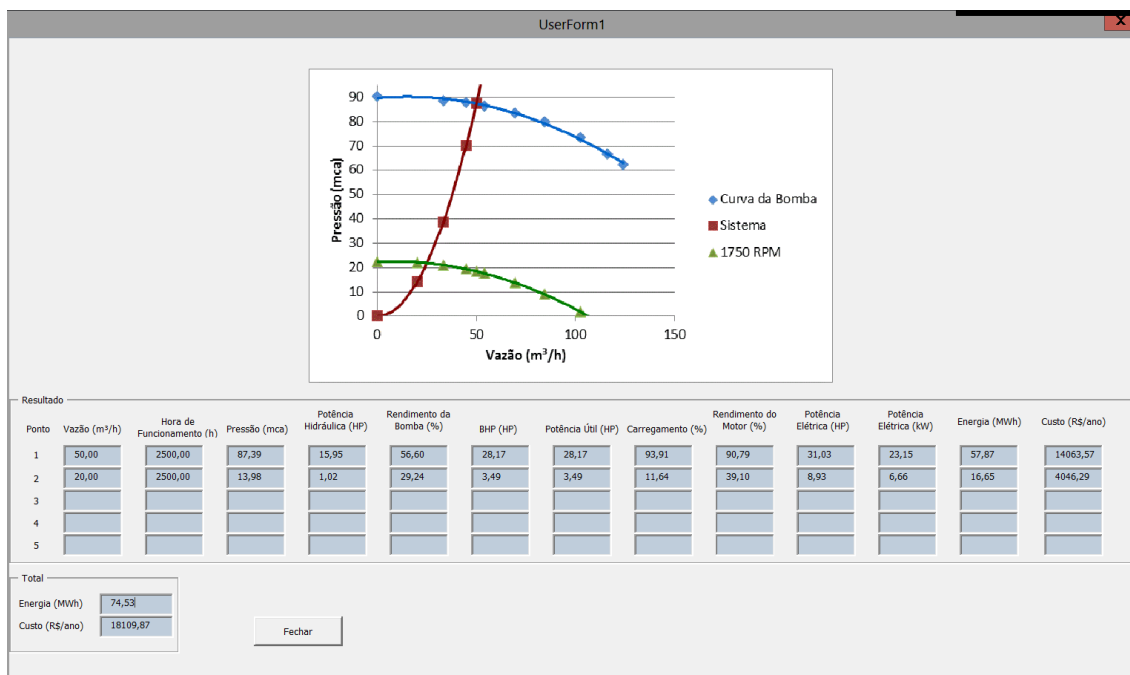 UserForm1
X
90
80
70
60
50
40
30
20
10
0
Pressão (mca)
0 50 100 150
Vazão (m³/h)
Curva da Bomba
Sistema
1750 RPM
Resultado
Ponto Vazão (m³/h) Hora de Funcionamento (h) Pressão (mca) Potência Hidráulica (HP) Rendimento da Bomba (%) BHP (HP) Potência Útil (HP) Carregamento (%) Rendimento do Motor (%) Potência Elétrica (HP) Potência Elétrica (kW) Energia (MWh) Custo (R$/ano)
1 50,00 2500,00 87,39 15,95 56,60 28,17 28,17 93,91 90,79 31,03 23,15 57,87 14063,57
2 20,00 2500,00 13,98 1,02 29,24 3,49 3,49 11,64 39,10 8,93 6,66 16,65 4046,29
3
4
5
Total
Energia (MWh) 74,53
Custo (R$/ano) 18109,87
Fechar